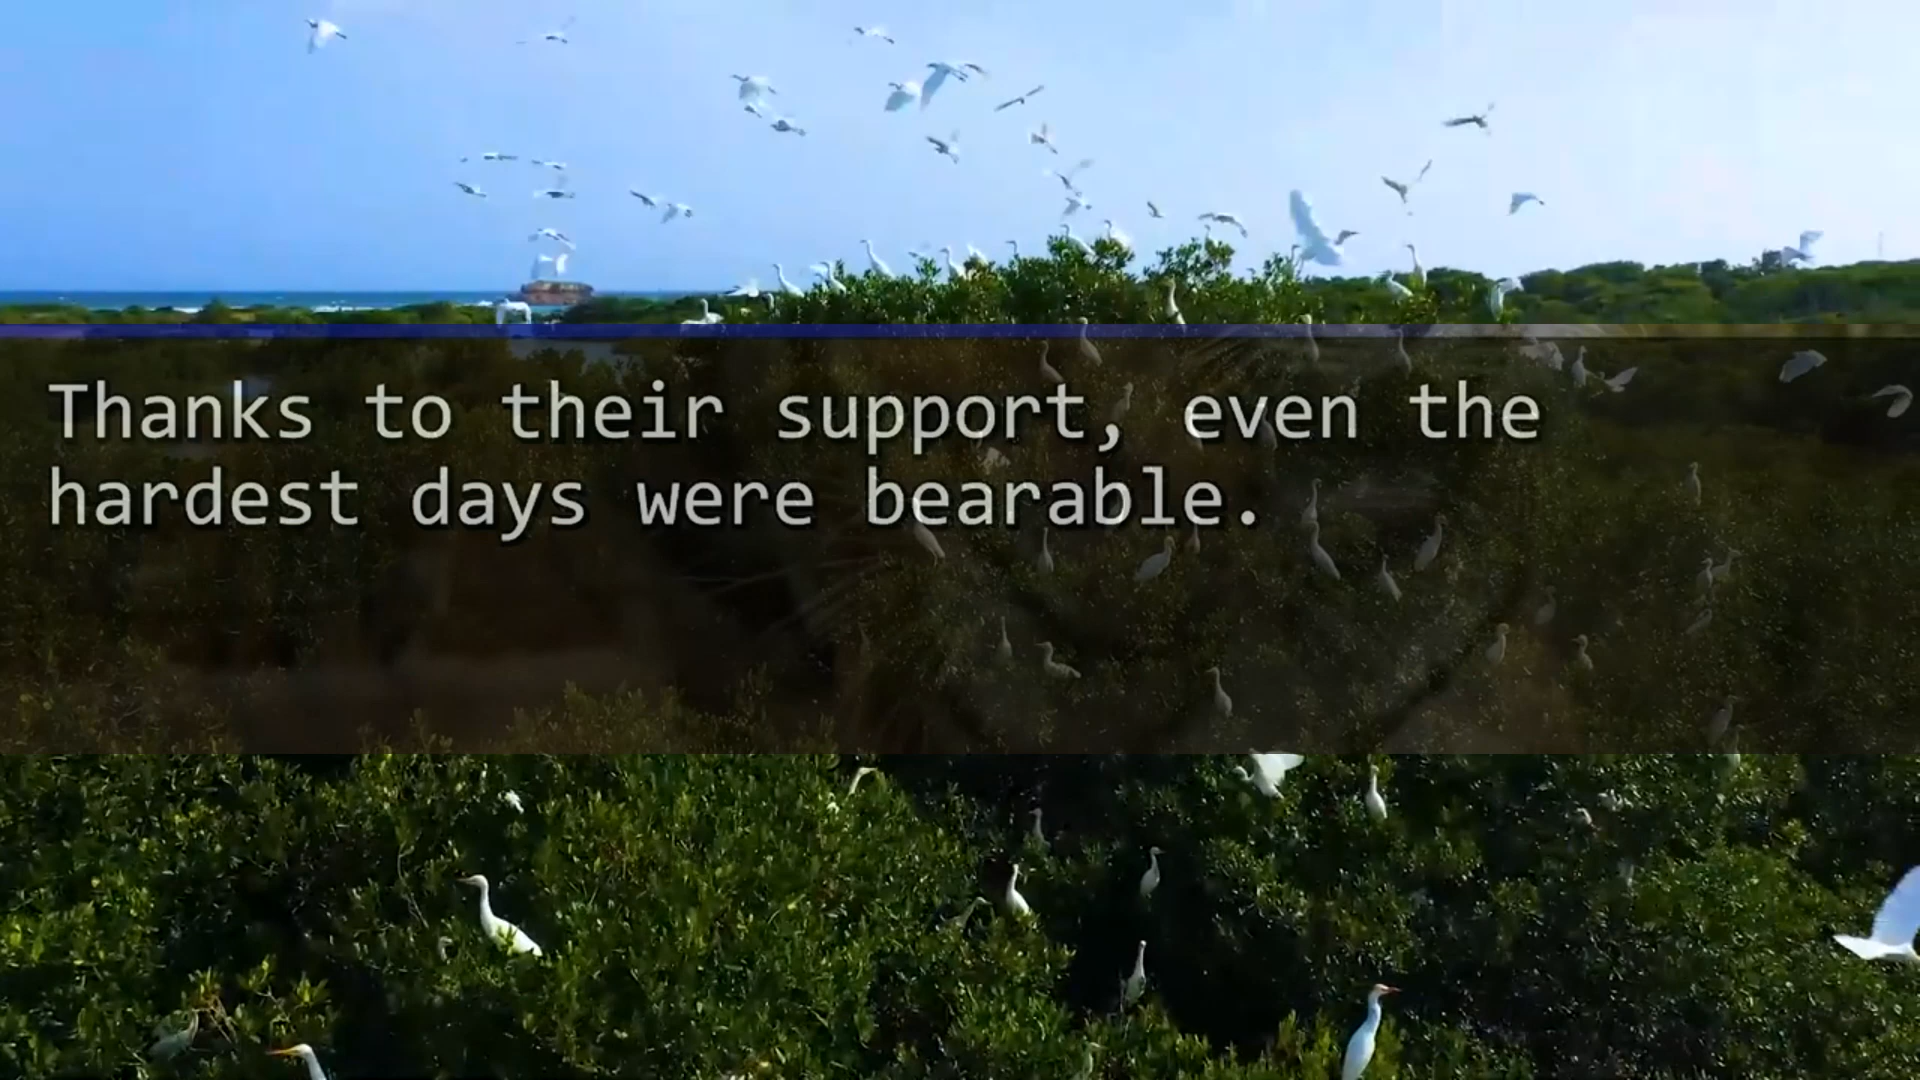 Thanks to their support, even the
hardest days were bearable.